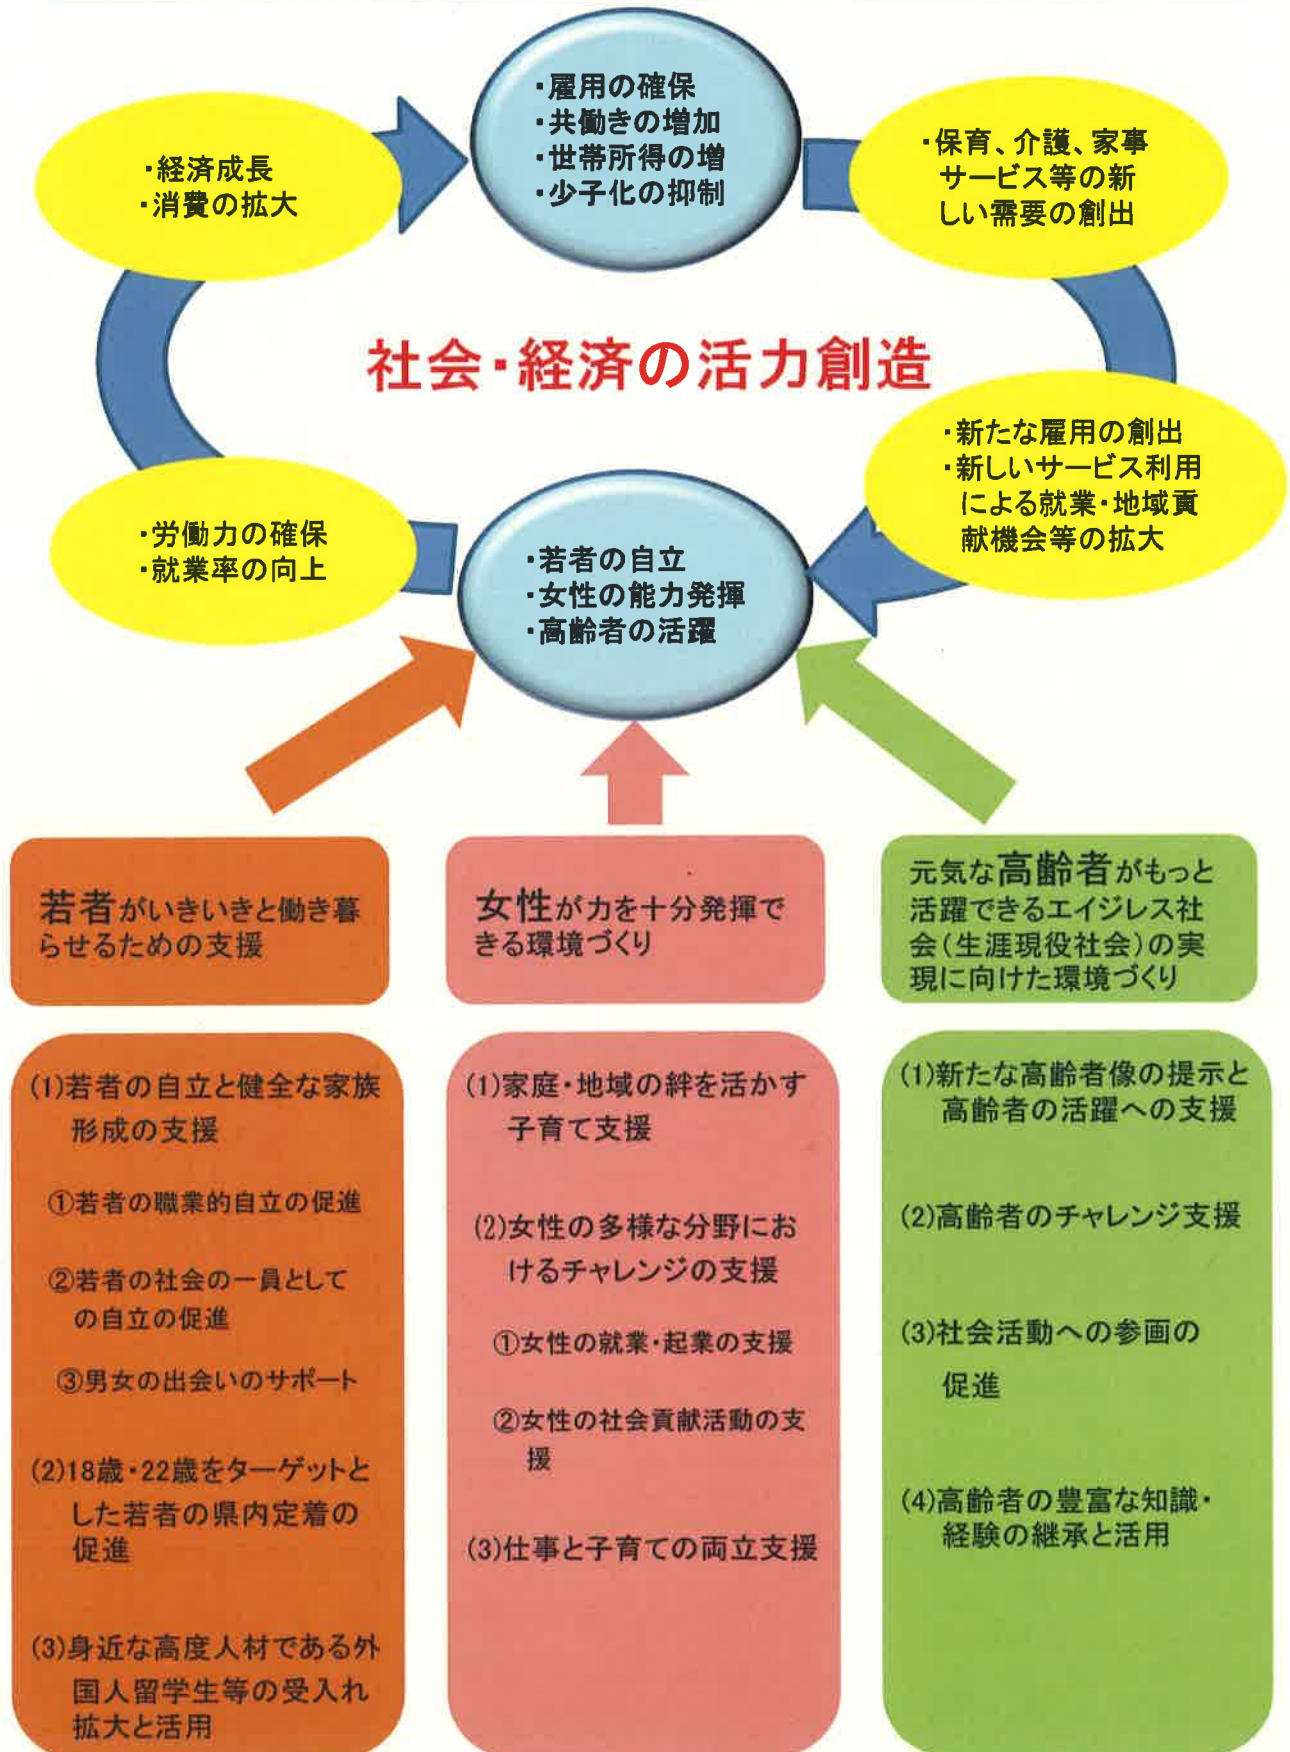 ・雇用の確保
・共働きの増加
・世帯所得の増
・少子化の抑制
・経済成長
・消費の拡大
・保育、介護、家事
サービス等の新
しい需要の創出
社会・経済の活力創造
・新たな雇用の創出
・新しいサービス利用
による就業・地域貢
献機会等の拡大
・労働力の確保
・就業率の向上
・若者の自立
・女性の能力発揮
・高齢者の活躍
若者がいきいきと働き暮
らせるための支援
女性が力を十分発揮で
きる環境づくり
元気な高齢者がもっと
活躍できるエイジレス社
会(生涯現役社会)の実
現に向けた環境づくり
(1)若者の自立と健全な家族
形成の支援
①若者の職業的自立の促進
②若者の社会の一員として
の自立の促進
③男女の出会いのサポート
(2)18歳・22歳をターゲットと
した若者の県内定着の
促進
(3)身近な高度人材である外
国人留学生等の受入れ
拡大と活用
(1)家庭・地域の絆を活かす
子育て支援
(2)女性の多様な分野にお
けるチャレンジの支援
①女性の就業・起業の支援
②女性の社会貢献活動の支
援
(3)仕事と子育ての両立支援
(1)新たな高齢者像の提示と
高齢者の活躍への支援
(2)高齢者のチャレンジ支援
(3)社会活動への参画の
促進
(4)高齢者の豊富な知識・
経験の継承と活用